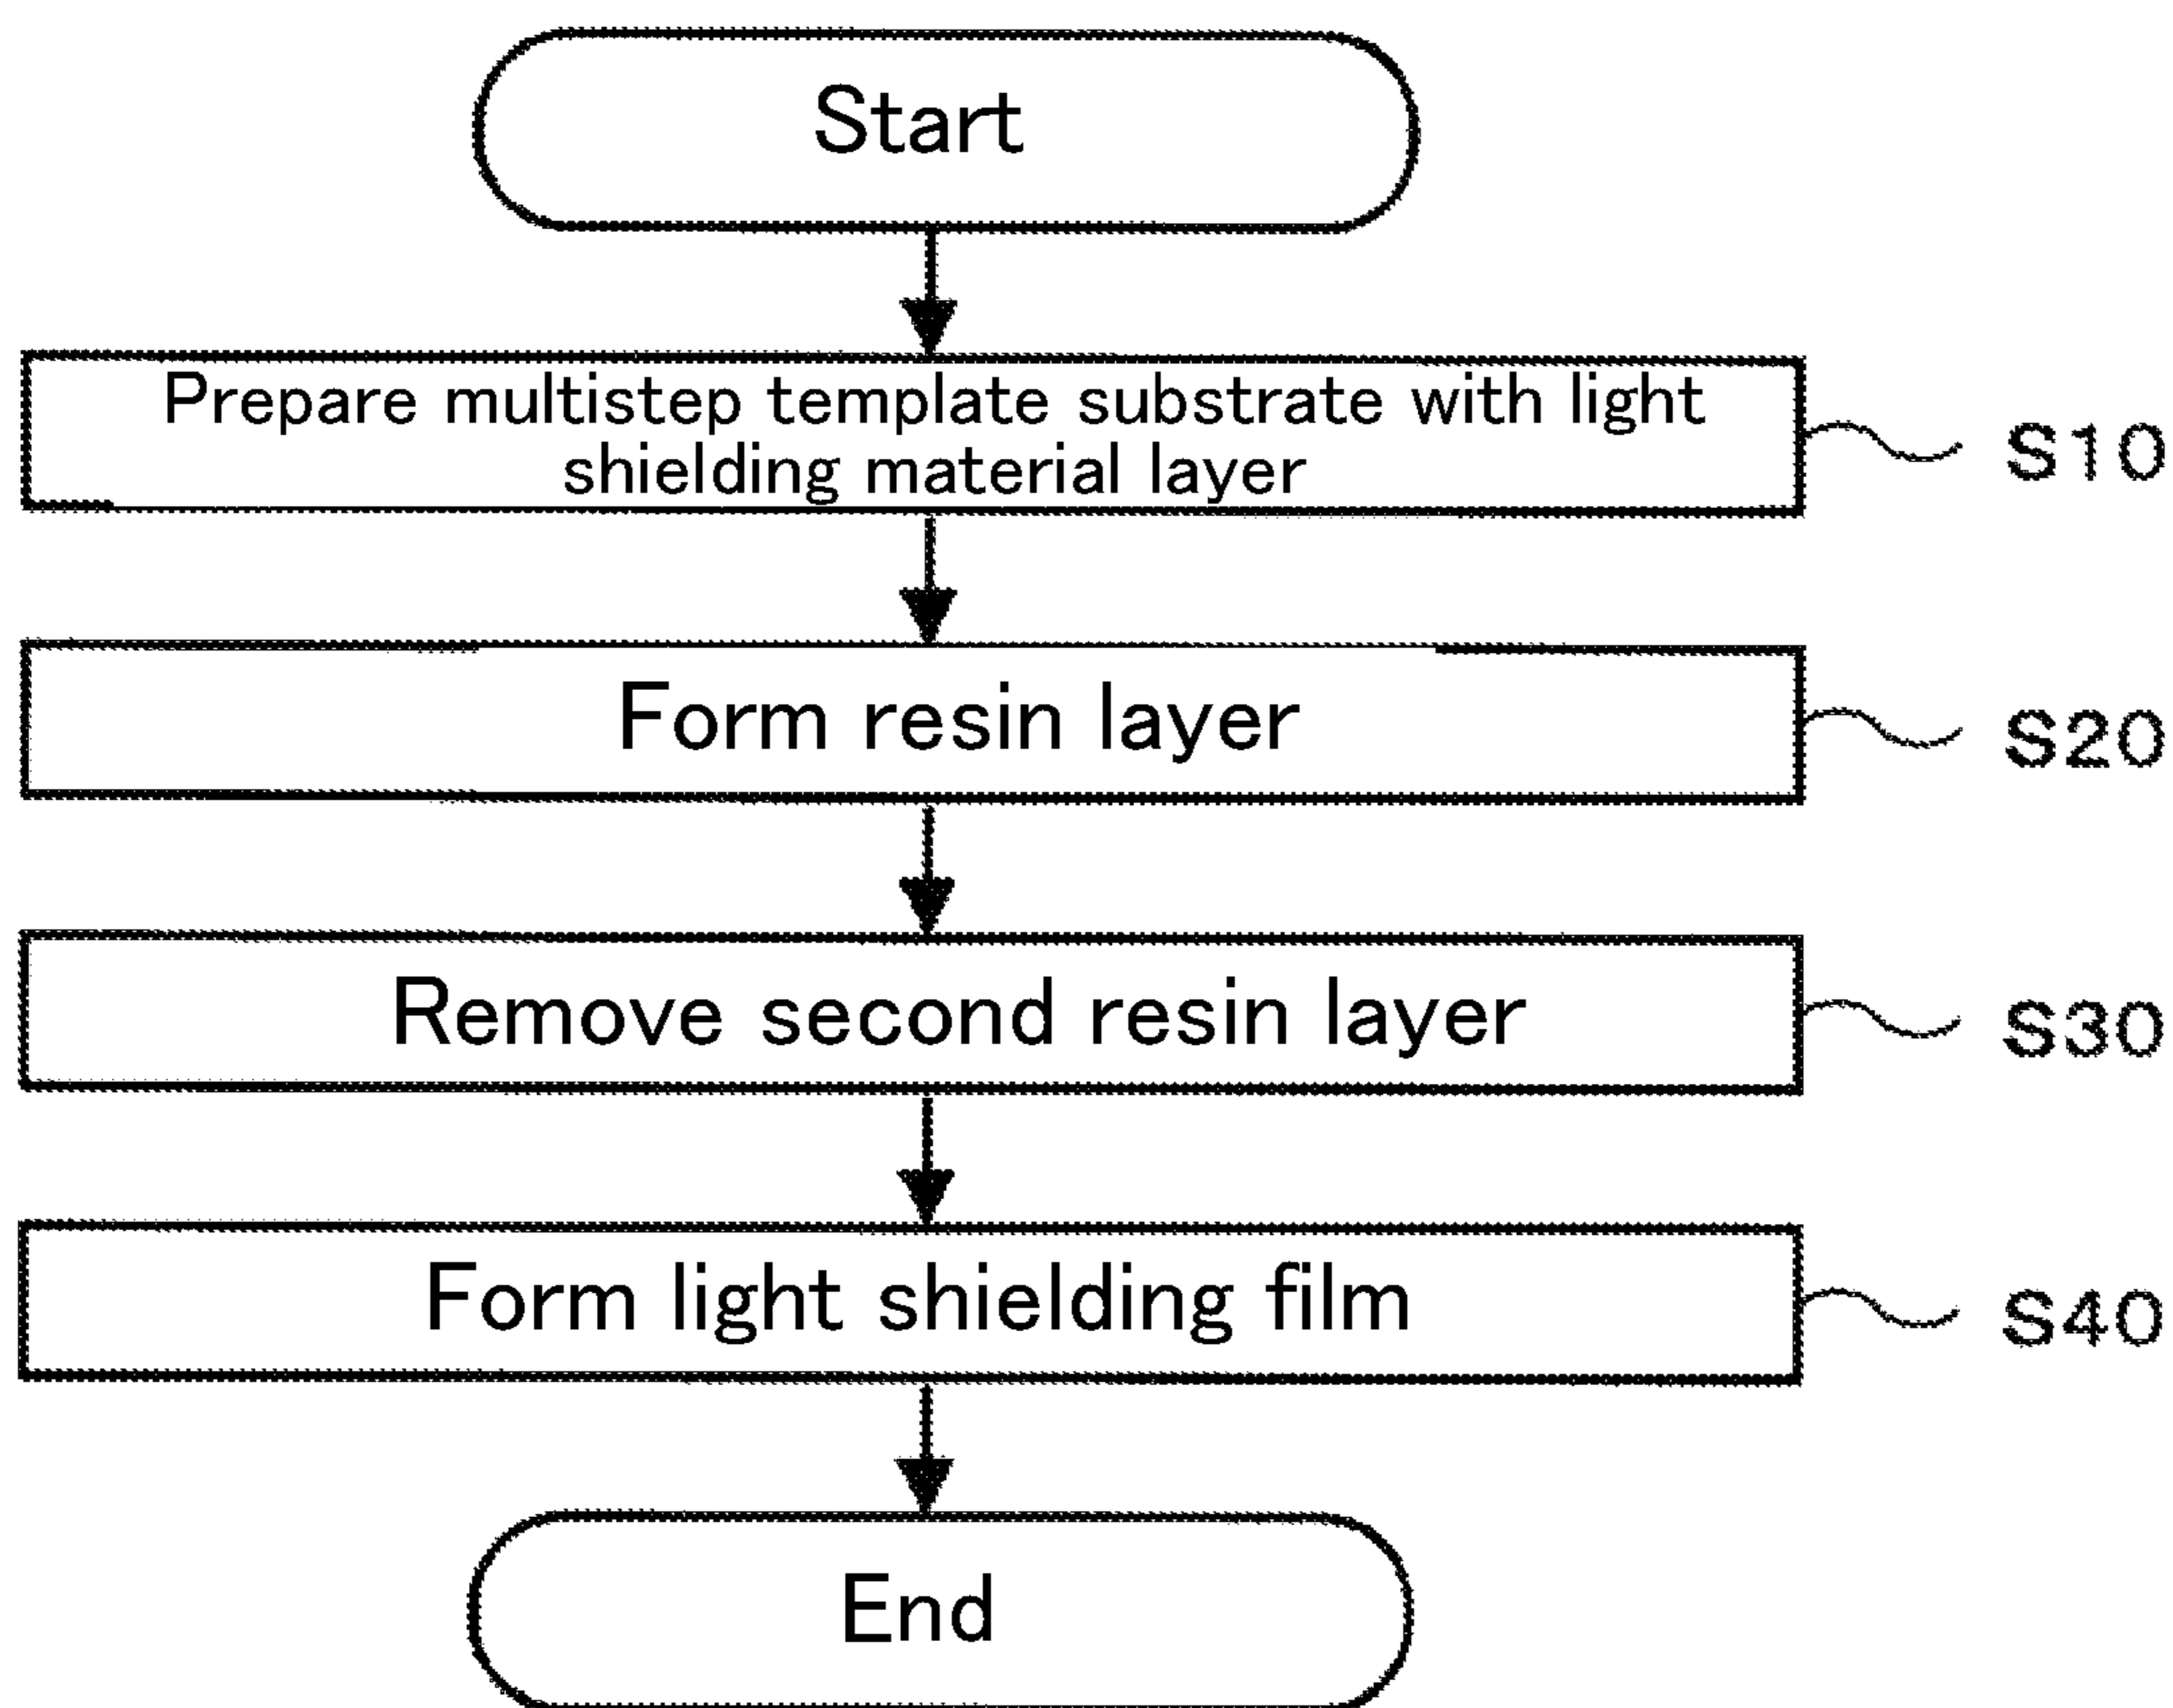 Start
Prepare multistep template substrate with light
shielding material layer
S10
Form resin layer
S20
Remove second resin layer
S30
Form light shielding film
S40
End